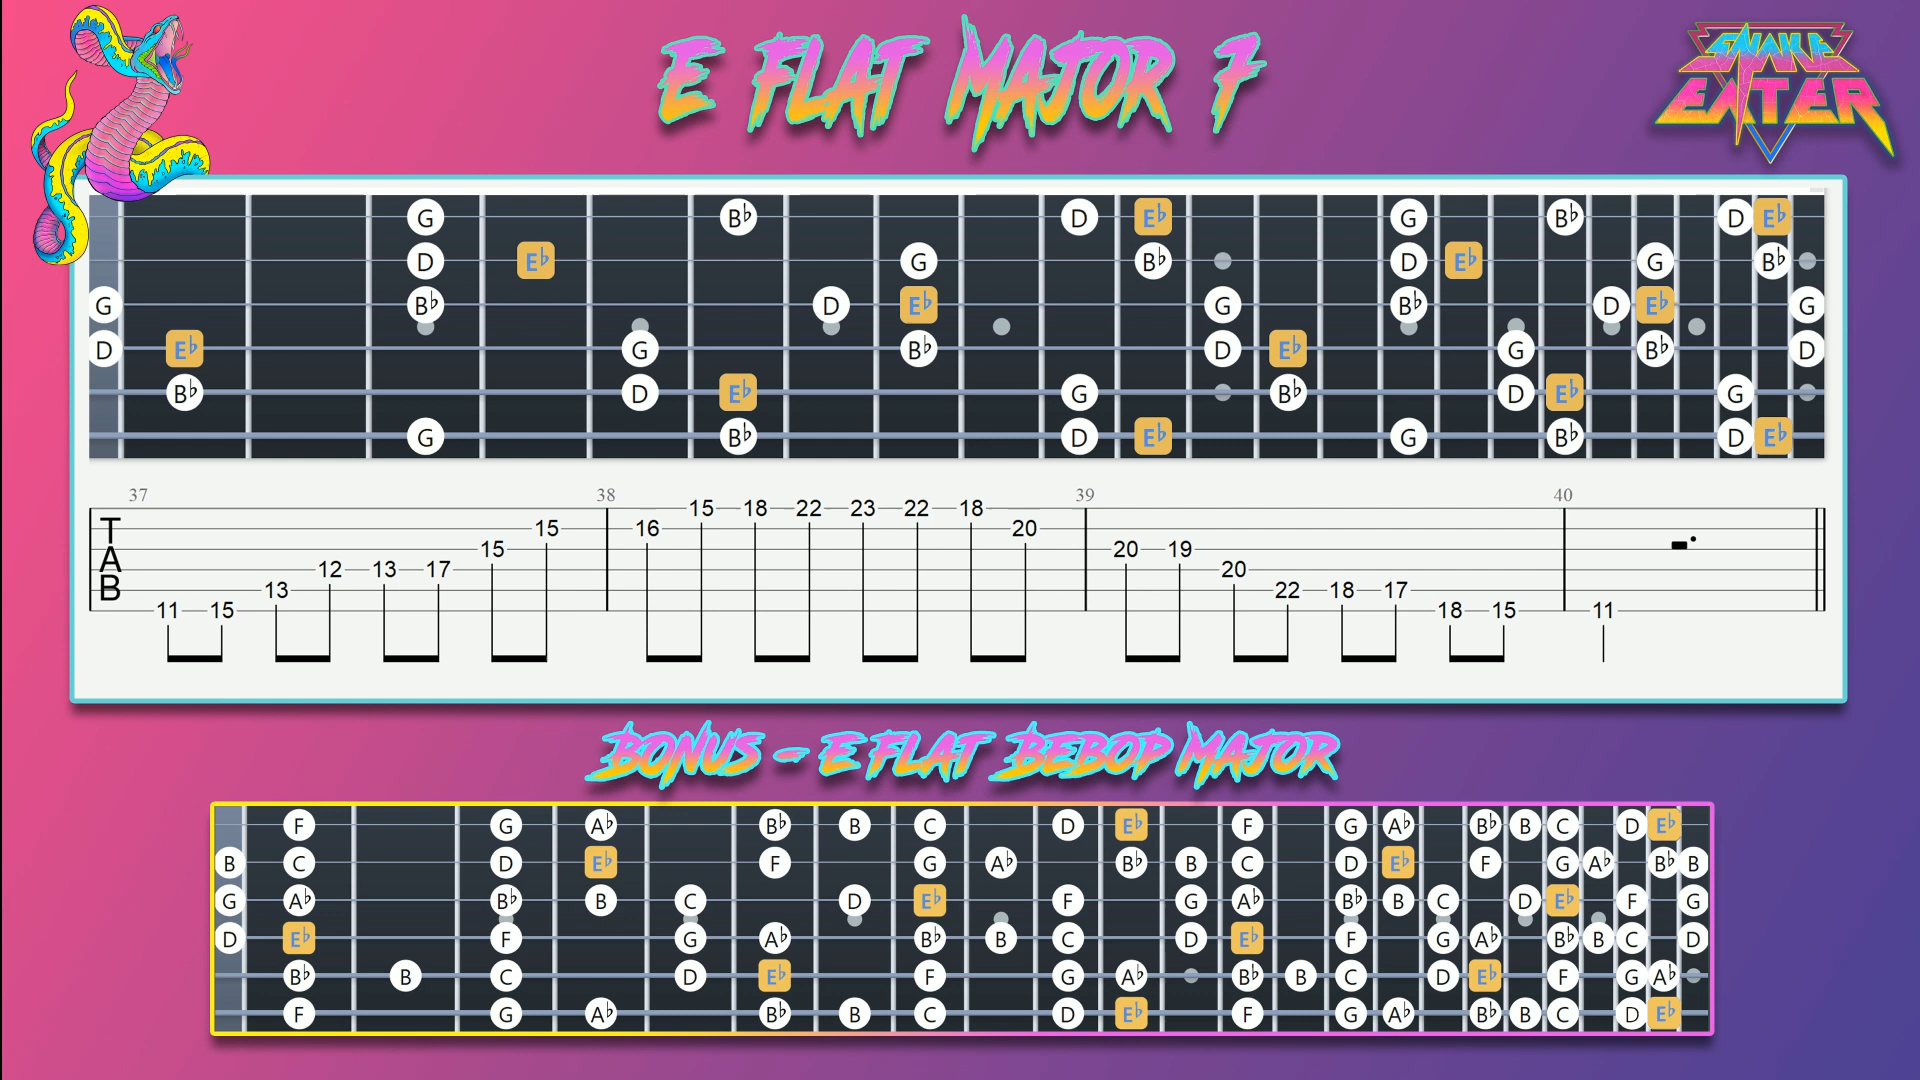 E FLAT MAJOR 7
SNAKE
EATER
G B♭ D E♭ G B♭ D E♭
D E♭ G B♭ D E♭ G B♭
G B♭ D E♭ G B♭ D E♭ G
D E♭ G B♭ D E♭ G B♭ D
B♭ D E♭ G B♭ D E♭ G
G B♭ D E♭ G B♭ D E♭
37 38 39 40
15 18 22 23 22 18
15 16 20
15 20 19
12 13 17 20
13 22 18 17
11 15 18 15 11
TAB
BONUS - E FLAT BEBOP MAJOR
F G A♭ B♭ B C D E♭ F G A♭ B♭ B C D E♭
B C D E♭ F G A♭ B♭ B C D E♭ F G A♭ B♭ B
G A♭ B♭ B C D E♭ F G A♭ B♭ B C D E♭ F G
D E♭ F G A♭ B♭ B C D E♭ F G A♭ B♭ B C D
B♭ B C D E♭ F G A♭ B♭ B C D E♭ F G A♭
F G A♭ B♭ B C D E♭ F G A♭ B♭ B C D E♭